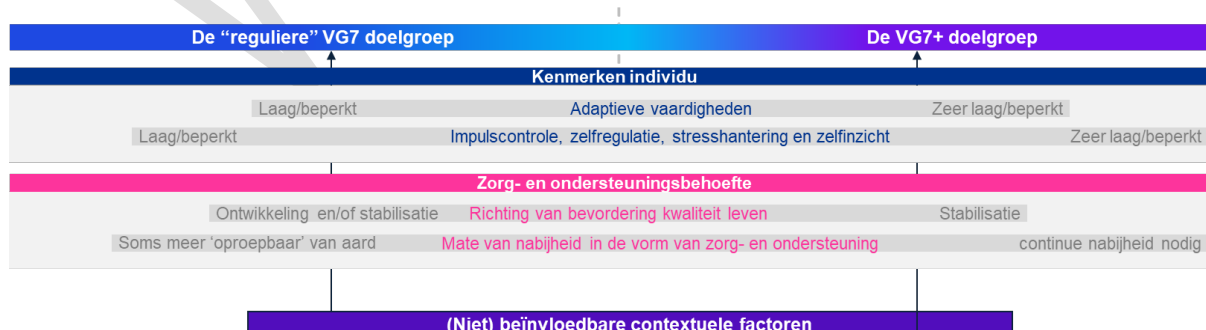 De “reguliere” VG7 doelgroep De VG7+ doelgroep
Kenmerken individu
Laag/beperkt Adaptieve vaardigheden Zeer laag/beperkt
Laag/beperkt Impulscontrole, zelfregulatie, stresshantering en zelfinzicht Zeer laag/beperkt
Zorg- en ondersteuningsbehoefte
Ontwikkeling en/of stabilisatie Richting van bevordering kwaliteit leven Stabilisatie
Soms meer ‘oproepbaar’ van aard Mate van nabijheid in de vorm van zorg- en ondersteuning continue nabijheid nodig
(Niet) beïnvloedbare contextuele factoren